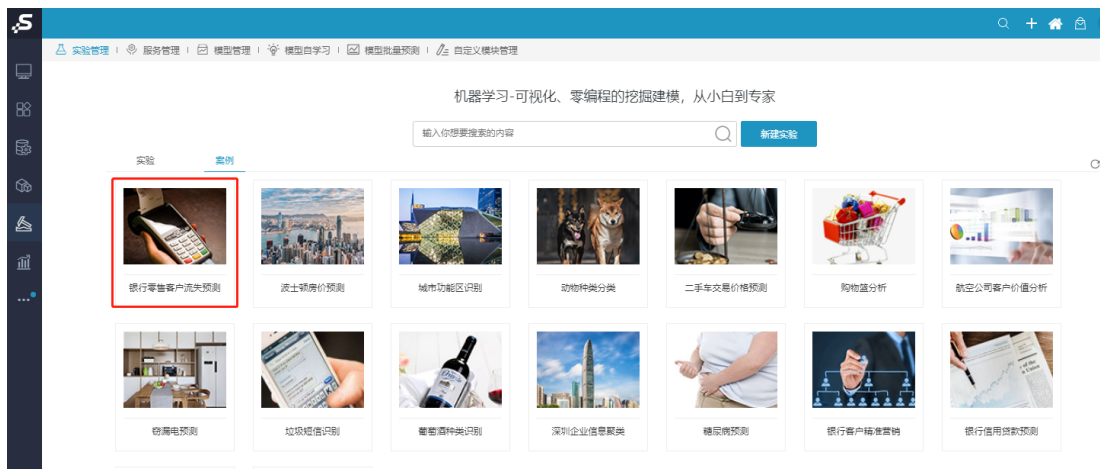 S
实验管理 | 服务管理 | 模型管理 | 模型自学习 | 模型批量预测 | 自定义模块管理
机器学习-可视化、零编程的挖掘建模，从小白到专家
输入你想要搜索的内容
新建实验
实验 案例
银行零售客户流失预测 波士顿房价预测 城市功能区识别 动物种类分类 二手车交易价格预测 购物篮分析 航空公司客户价值分析
窃漏电预测 垃圾短信识别 葡萄酒种类识别 深圳企业信息聚类 糖尿病预测 银行客户精准营销 银行信用贷款预测